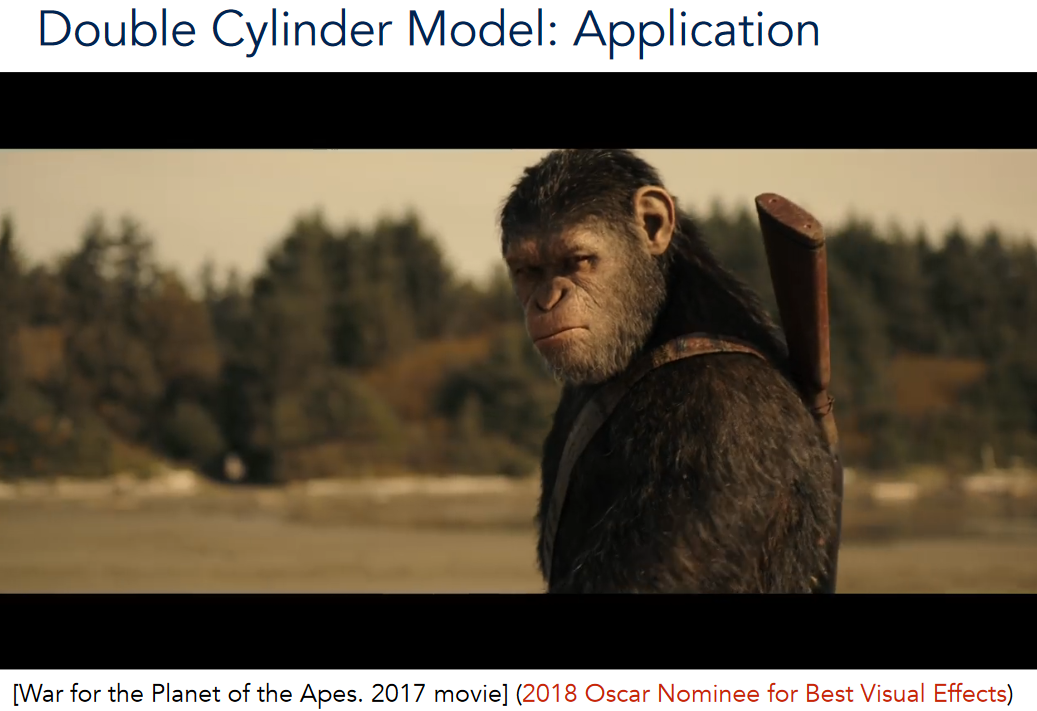 Double Cylinder Model: Application
[War for the Planet of the Apes. 2017 movie] (2018 Oscar Nominee for Best Visual Effects)